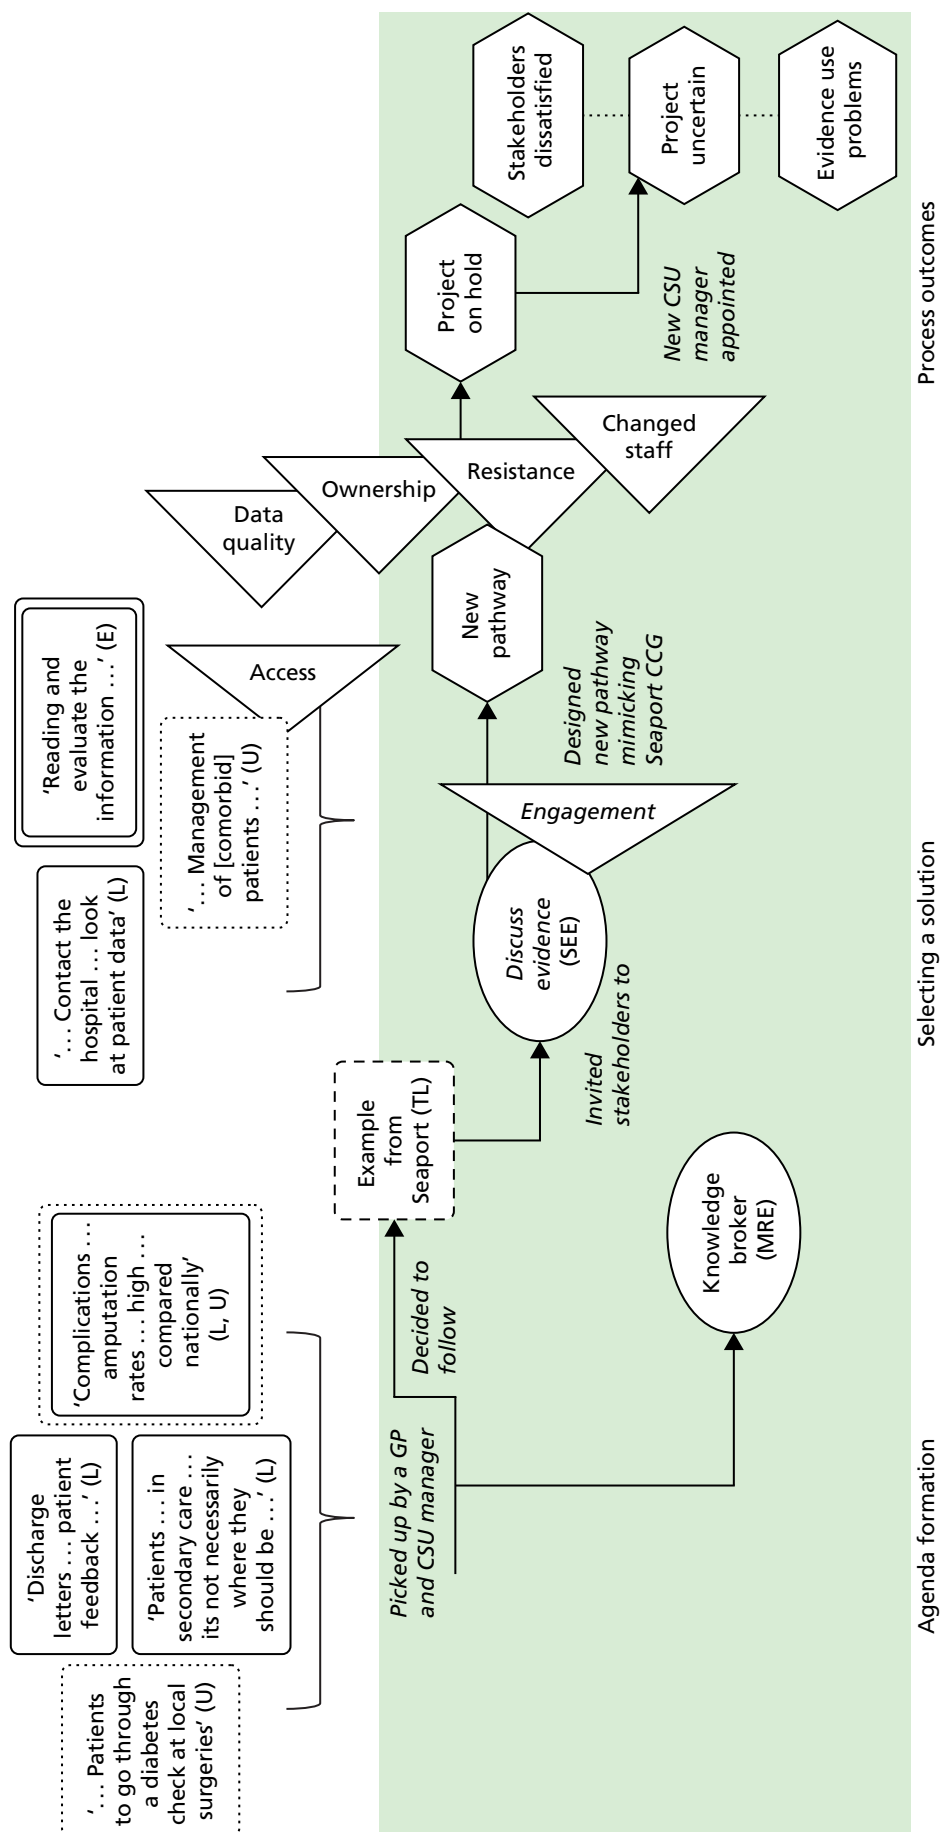 '… Patients
to go through
a diabetes
check at local
surgeries' (U)
'Discharge
letters … patient
feedback …' (L)
'Patients … in
secondary care …
its not necessarily
where they
should be …' (L)
'Complications …
amputation
rates … high …
compared
nationally'
(L, U)
'… Contact the
hospital … look
at patient data' (L)
'Reading and
evaluate the
information …' (E)
'… Management
of [comorbid]
patients …' (U)
Access
Data
quality
Ownership
Resistance
Changed
staff
Picked up by a GP
and CSU manager
Decided to
follow
Example
from
Seaport (TL)
Knowledge
broker
(MRE)
Invited
stakeholders to
Discuss
evidence
(SEE)
Engagement
Designed
new pathway
mimicking
Seaport CCG
New
pathway
Project
on hold
New CSU
manager
appointed
Stakeholders
dissatisfied
Project
uncertain
Evidence use
problems
Agenda formation
Selecting a solution
Process outcomes